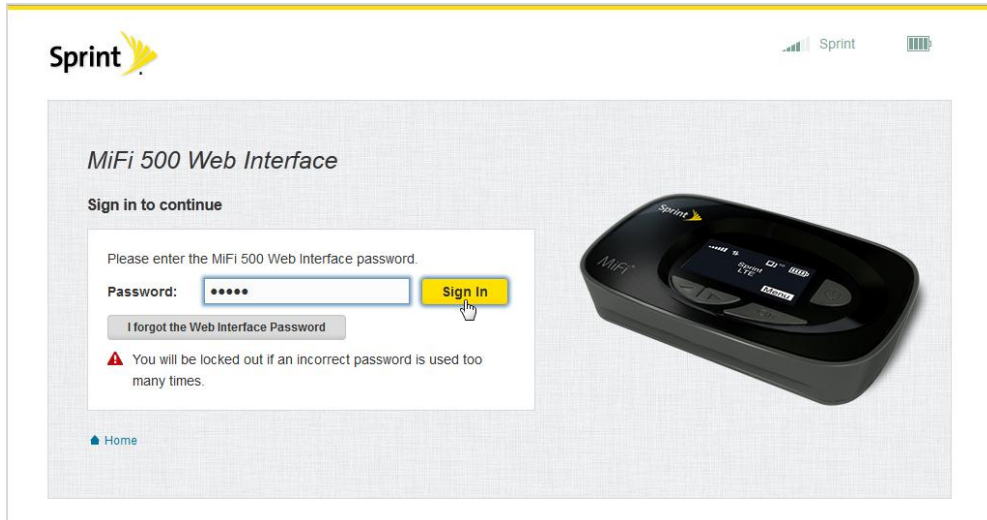 Sprint
Sprint
MiFi 500 Web Interface
Sign in to continue
Please enter the MiFi 500 Web Interface password.
Password: ●●●●● Sign In
I forgot the Web Interface Password
You will be locked out if an incorrect password is used too
many times.
Home
Sprint
MiFi
Sprint
LTE
Menu
OK